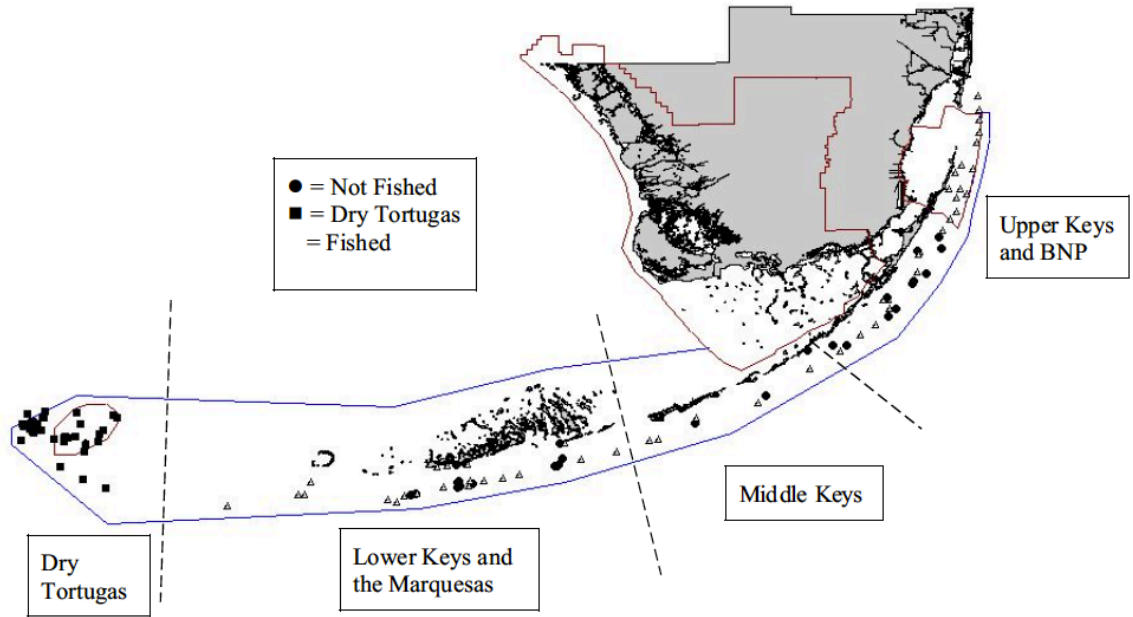 ● = Not Fished
■ = Dry Tortugas
= Fished
Upper Keys
and BNP
Middle Keys
Lower Keys and
the Marquesas
Dry
Tortugas